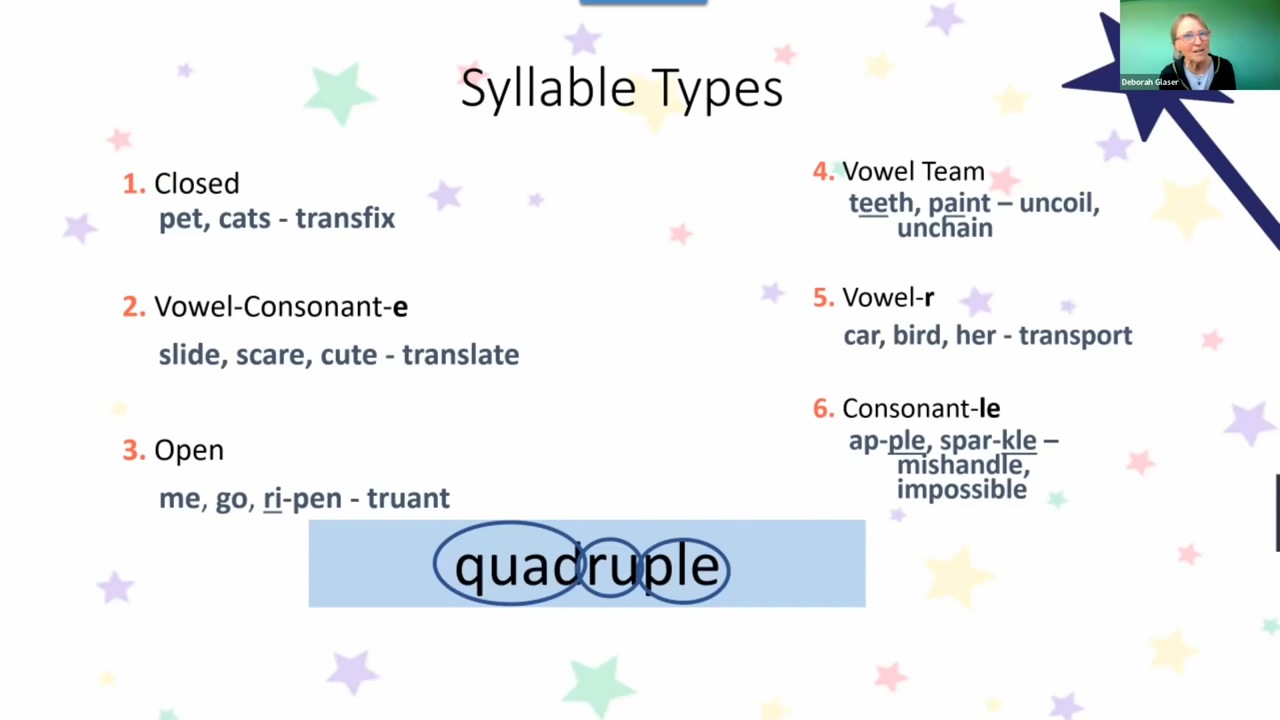 Syllable Types
1. Closed
pet, cats - transfix
2. Vowel-Consonant-e
slide, scare, cute - translate
3. Open
me, go, ri-pen - truant
4. Vowel Team
teeth, paint – uncoil,
unchain
5. Vowel-r
car, bird, her - transport
6. Consonant-le
ap-ple, spar-kle –
mishandle,
impossible
quadruple
Deborah Glaser